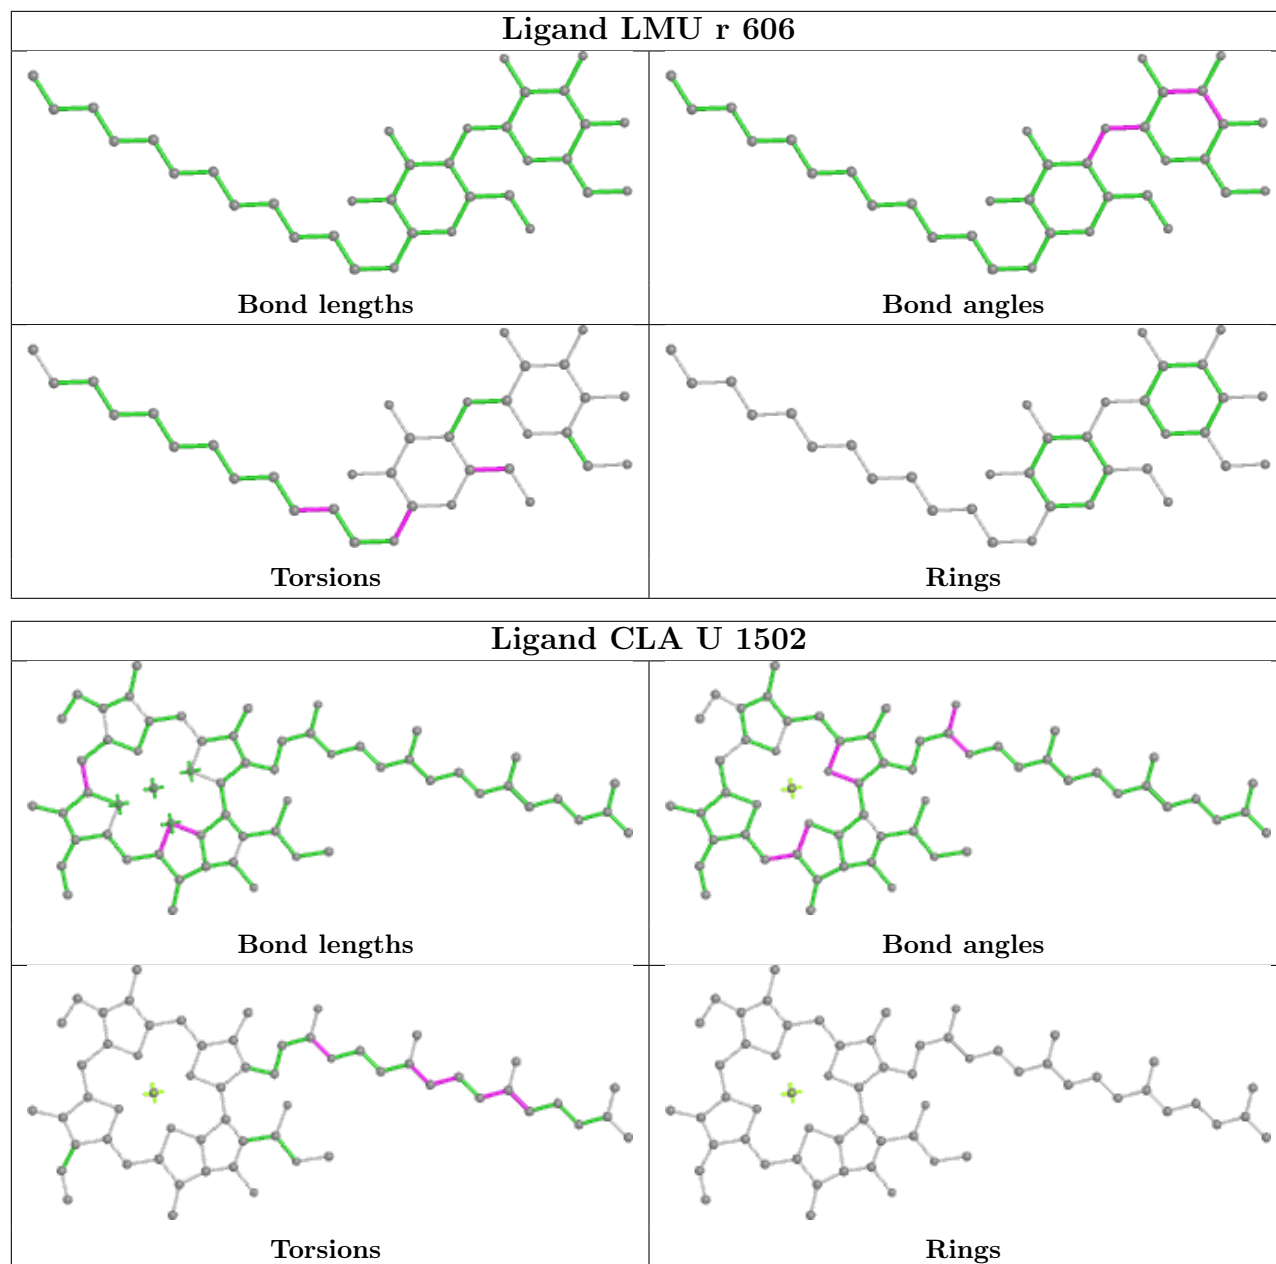 Ligand LMU r 606
Bond lengths
Bond angles
Torsions
Rings
Ligand CLA U 1502
Bond lengths
Bond angles
Torsions
Rings